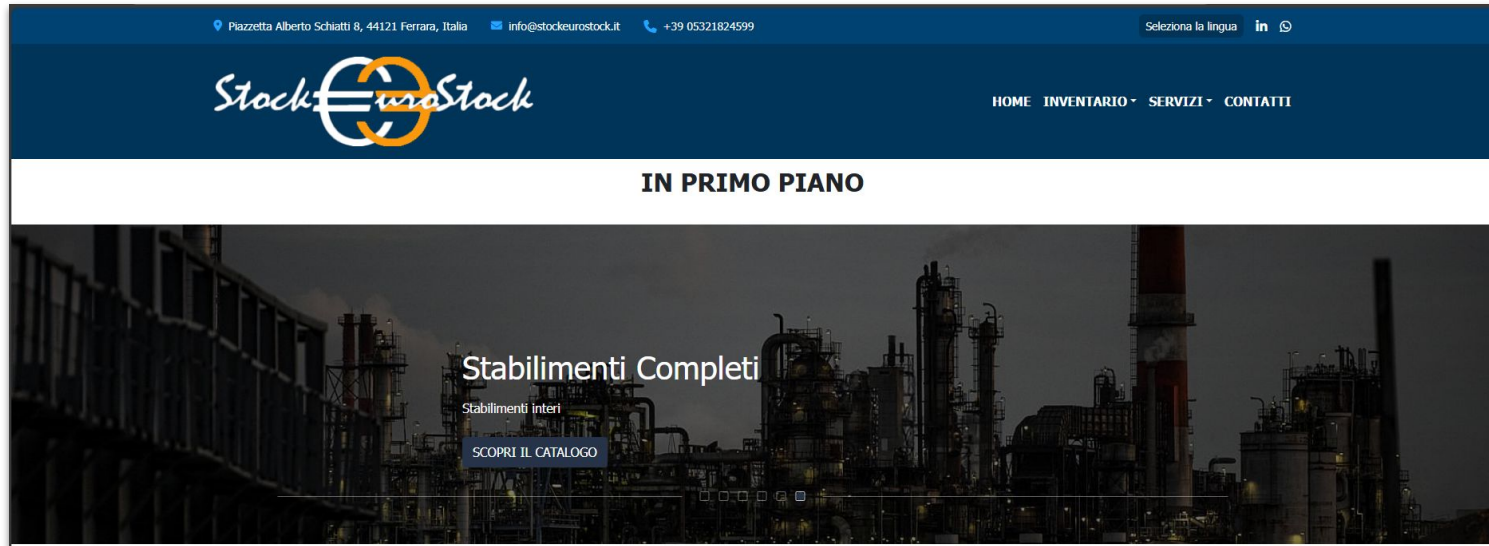 Piazzetta Alberto Schiatti 8, 44121 Ferrara, Italia info@stockeurostock.it +39 05321824599 Seleziona la lingua in
StockEuroStock
HOME INVENTARIO SERVIZI CONTATTI
IN PRIMO PIANO
Stabilimenti Completi
Stabilimenti interi
SCOPRI IL CATALOGO